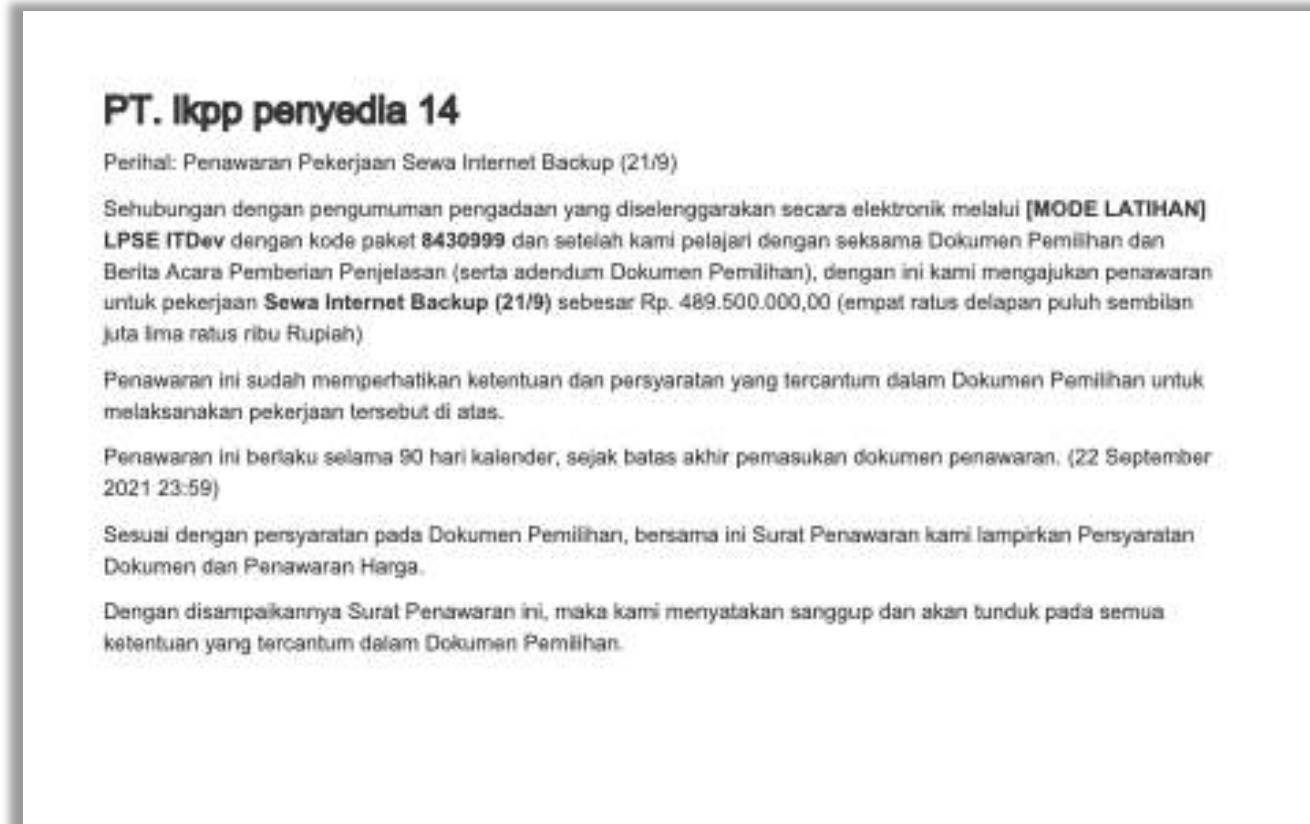 PT. lkpp penyedia 14
Perihal: Penawaran Pekerjaan Sewa Internet Backup (21/9)
Sehubungan dengan pengumuman pengadaan yang diselenggarakan secara elektronik melalui [MODE LATIHAN]
LPSE ITDev dengan kode paket 8430999 dan setelah kami pelajari dengan seksama Dokumen Pemilihan dan
Berita Acara Pemberian Penjelasan (serta adendum Dokumen Pemilihan), dengan ini kami mengajukan penawaran
untuk pekerjaan Sewa Internet Backup (21/9) sebesar Rp. 489.500.000,00 (empat ratus delapan puluh sembilan
juta lima ratus ribu Rupiah)
Penawaran ini sudah memperhatikan ketentuan dan persyaratan yang tercantum dalam Dokumen Pemilihan untuk
melaksanakan pekerjaan tersebut di atas.
Penawaran ini berlaku selama 90 hari kalender, sejak batas akhir pemasukan dokumen penawaran. (22 September
2021 23:59)
Sesuai dengan persyaratan pada Dokumen Pemilihan, bersama ini Surat Penawaran kami lampirkan Persyaratan
Dokumen dan Penawaran Harga.
Dengan disampaikannya Surat Penawaran ini, maka kami menyatakan sanggup dan akan tunduk pada semua
ketentuan yang tercantum dalam Dokumen Pemilihan.